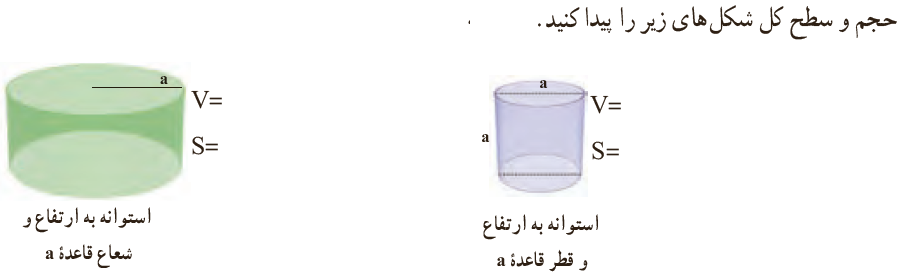 حجم و سطح کل شکل‌های زیر را پیدا کنید.
a
a
V=
S=
استوانه به ارتفاع
و قطر قاعدهٔ a
a
V=
S=
استوانه به ارتفاع و
شعاع قاعدهٔ a